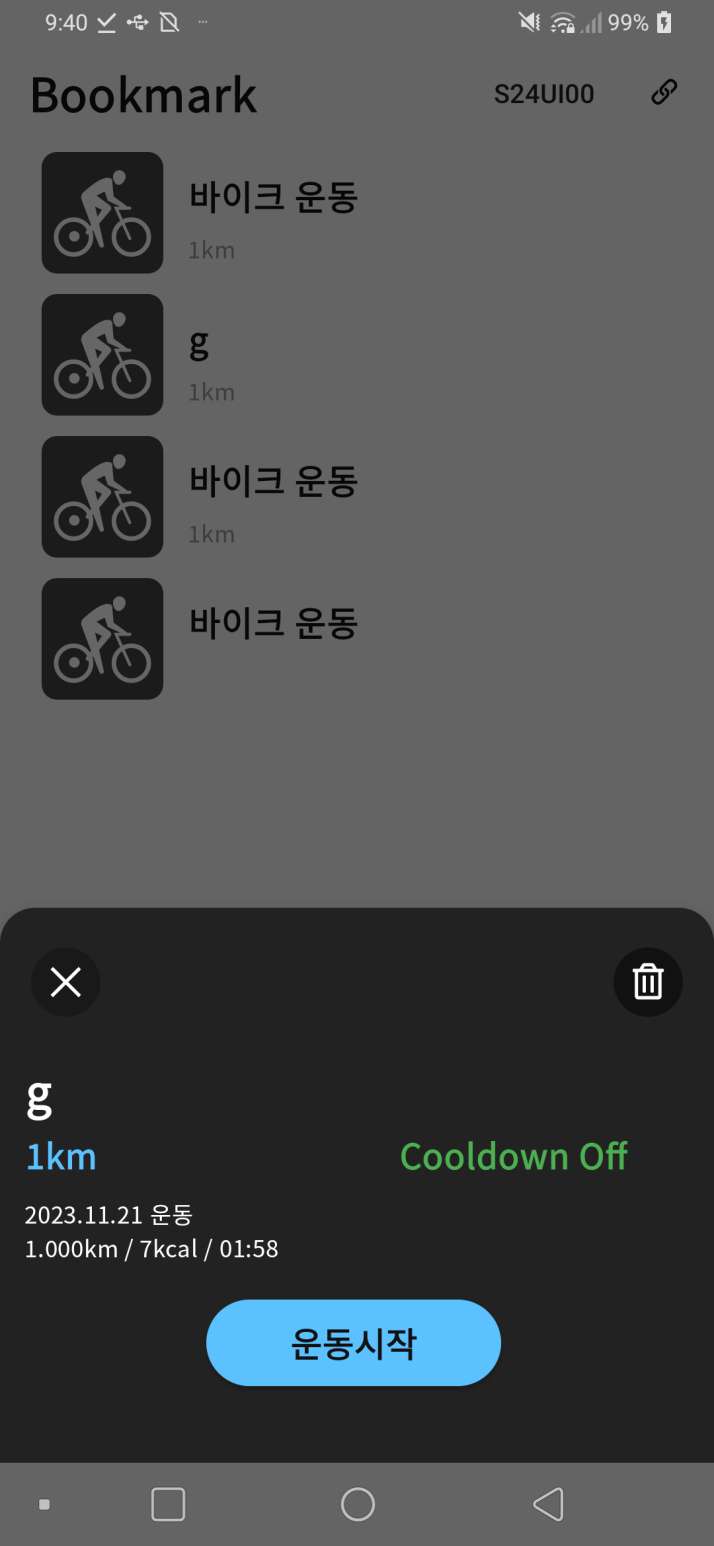 9:40
99%
Bookmark
S24UI00
바이크 운동
1km
g
1km
바이크 운동
1km
바이크 운동
g
1km
Cooldown Off
2023.11.21 운동
1.000km / 7kcal / 01:58
운동시작